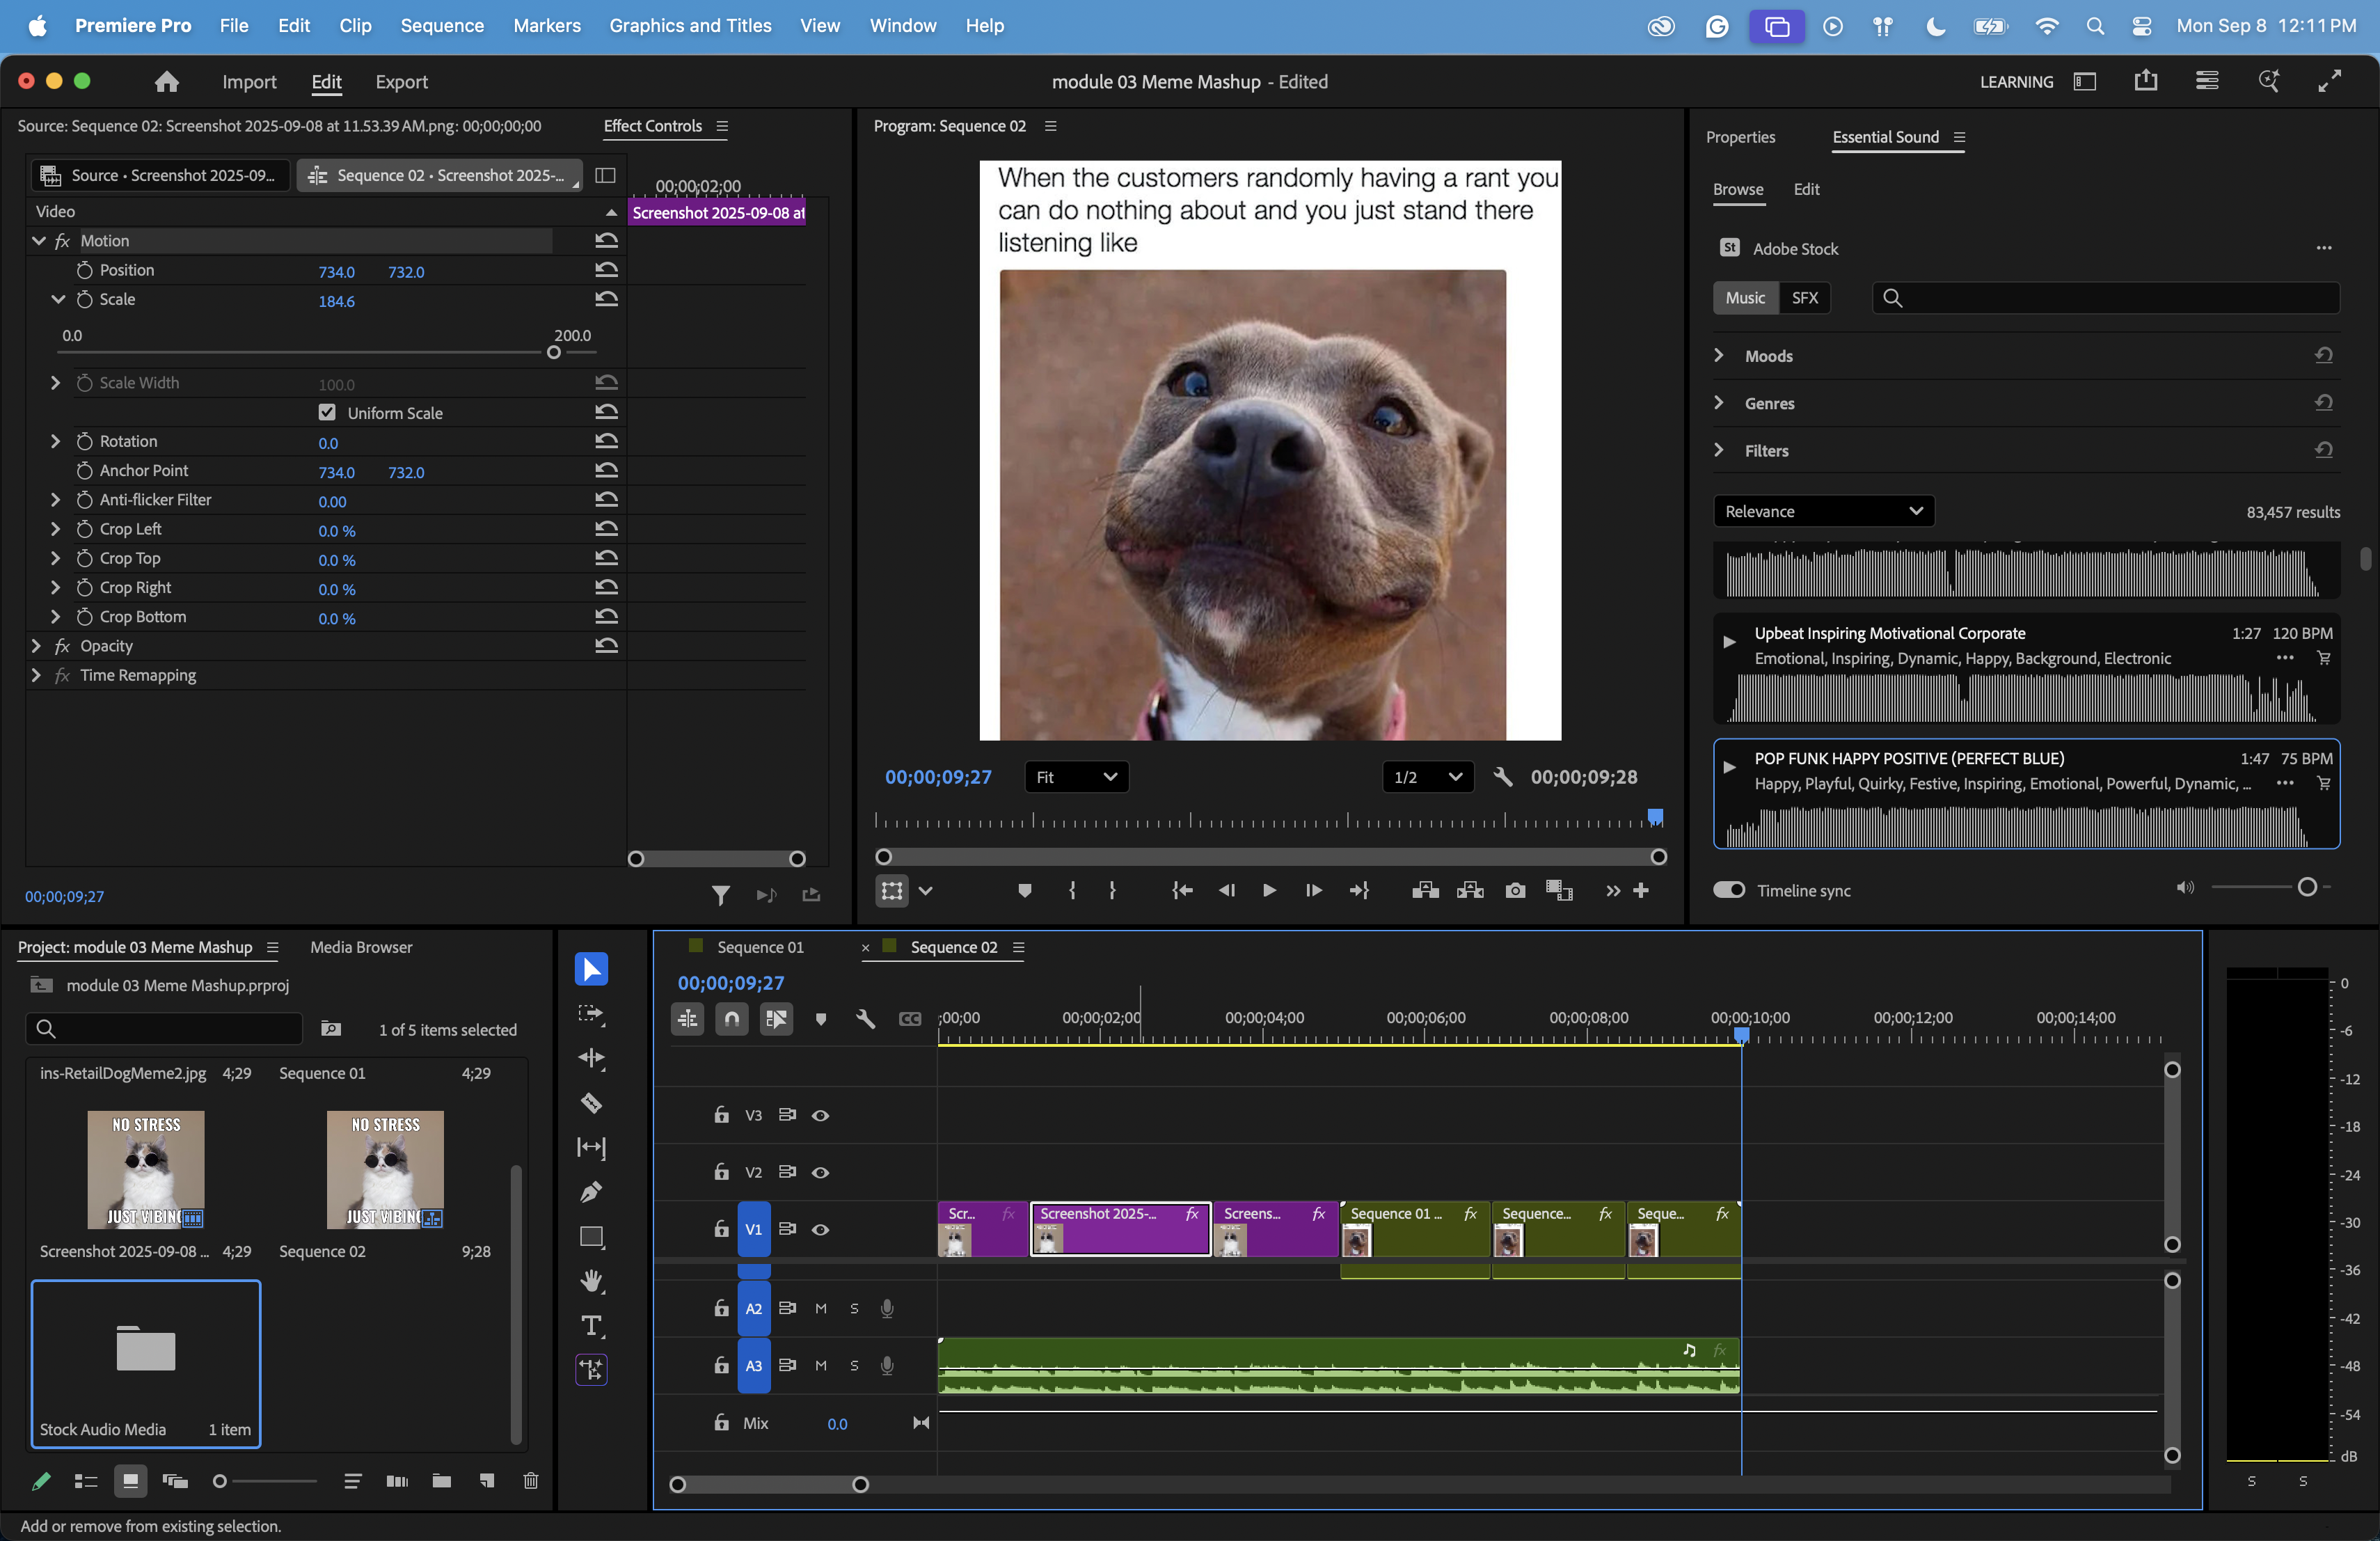 Premiere Pro File Edit Clip Sequence Markers Graphics and Titles View Window Help Mon Sep 8 12:11 PM
Import Edit Export module 03 Meme Mashup - Edited LEARNING
Source: Sequence 02: Screenshot 2025-09-08 at 11.53.39 AM.png: 00;00;00;00 Effect Controls
Source • Screenshot 2025-09... Sequence 02 • Screenshot 2025-...
00;00;02;00
Video
Screenshot 2025-09-08 at
fx Motion
Position 734.0 732.0
Scale 184.6
0.0 200.0
Scale Width 100.0
Uniform Scale
Rotation 0.0
Anchor Point 734.0 732.0
Anti-flicker Filter 0.00
Crop Left 0.0 %
Crop Top 0.0 %
Crop Right 0.0 %
Crop Bottom 0.0 %
fx Opacity
fx Time Remapping
00;00;09;27
Program: Sequence 02
When the customers randomly having a rant you
can do nothing about and you just stand there
listening like
00;00;09;27 Fit 1/2 00;00;09;28
Properties Essential Sound
Browse Edit
St Adobe Stock
Music SFX
Moods
Genres
Filters
Relevance 83,457 results
Upbeat Inspiring Motivational Corporate 1:27 120 BPM
Emotional, Inspiring, Dynamic, Happy, Background, Electronic
POP FUNK HAPPY POSITIVE (PERFECT BLUE) 1:47 75 BPM
Happy, Playful, Quirky, Festive, Inspiring, Emotional, Powerful, Dynamic, ...
Timeline sync
Project: module 03 Meme Mashup Media Browser
module 03 Meme Mashup.prproj
1 of 5 items selected
ins-RetailDogMeme2.jpg 4;29 Sequence 01 4;29
NO STRESS NO STRESS
JUST VIBING JUST VIBING
Screenshot 2025-09-08 ... 4;29 Sequence 02 9;28
Stock Audio Media 1 item
Sequence 01 × Sequence 02
00;00;09;27
CC
;00;00 00;00;02;00 00;00;04;00 00;00;06;00 00;00;08;00 00;00;10;00 00;00;12;00 00;00;14;00
V3
V2
V1 Scr... fx Screenshot 2025-... fx Screens... fx Sequence 01 ... fx Sequence... fx Seque... fx
A2 M S
A3 M S fx
Mix 0.0
0
-6
-12
-18
-24
-30
-36
-42
-48
-54
dB
S S
Add or remove from existing selection.